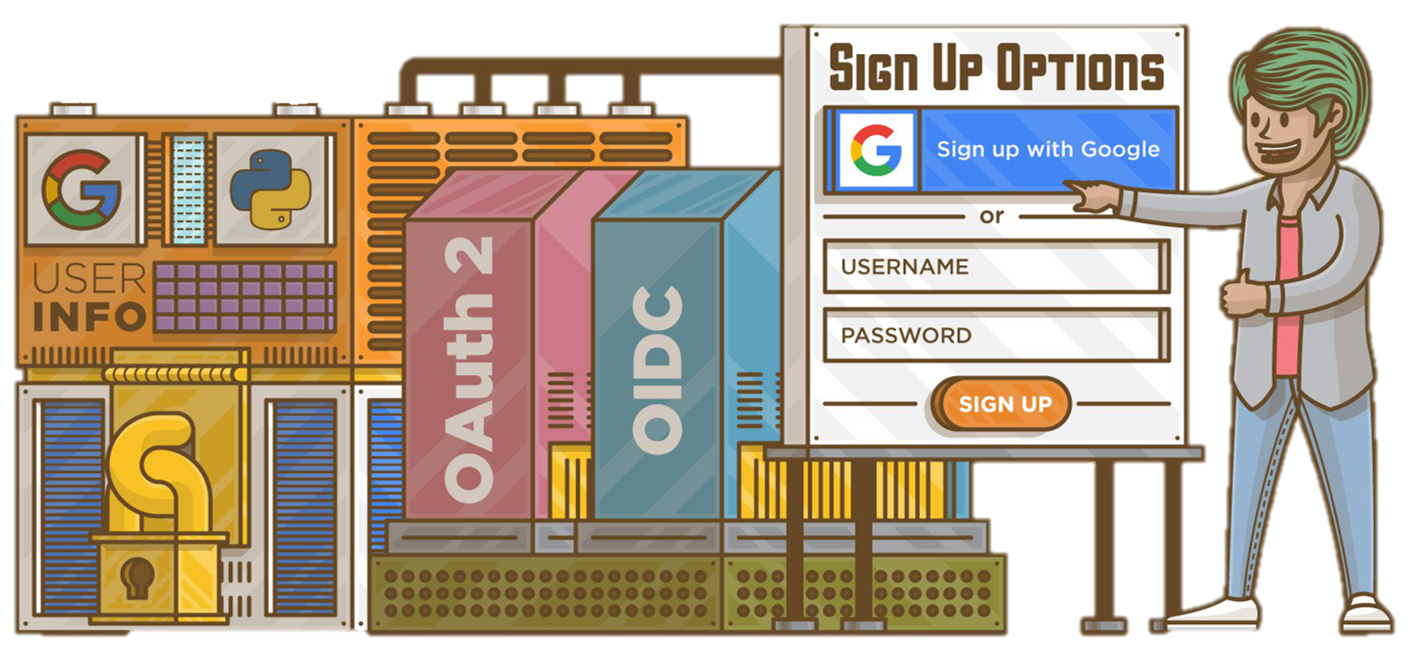 USER
INFO
OAuth 2
OIDC
SIGN UP OPTIONS
Sign up with Google
or
USERNAME
PASSWORD
SIGN UP